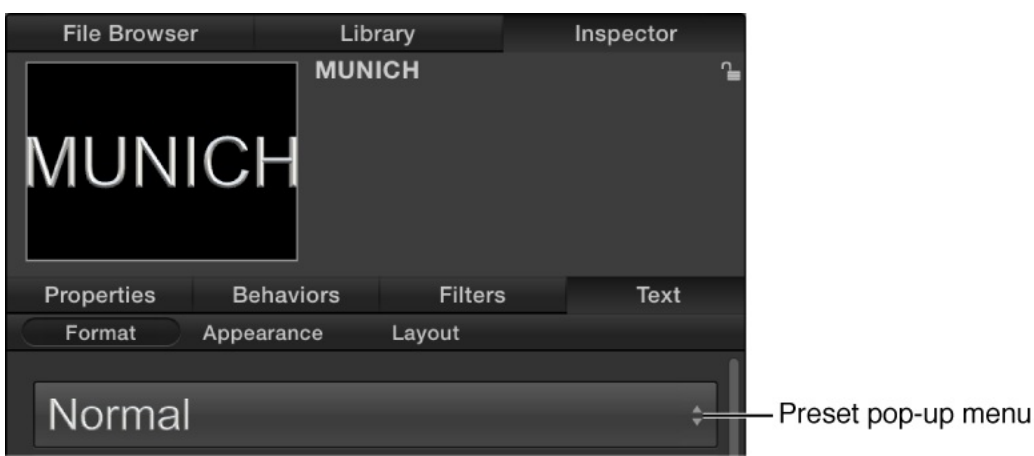 File Browser Library Inspector
MUNICH
MUNICH
Properties Behaviors Filters Text
Format Appearance Layout
Normal
Preset pop-up menu